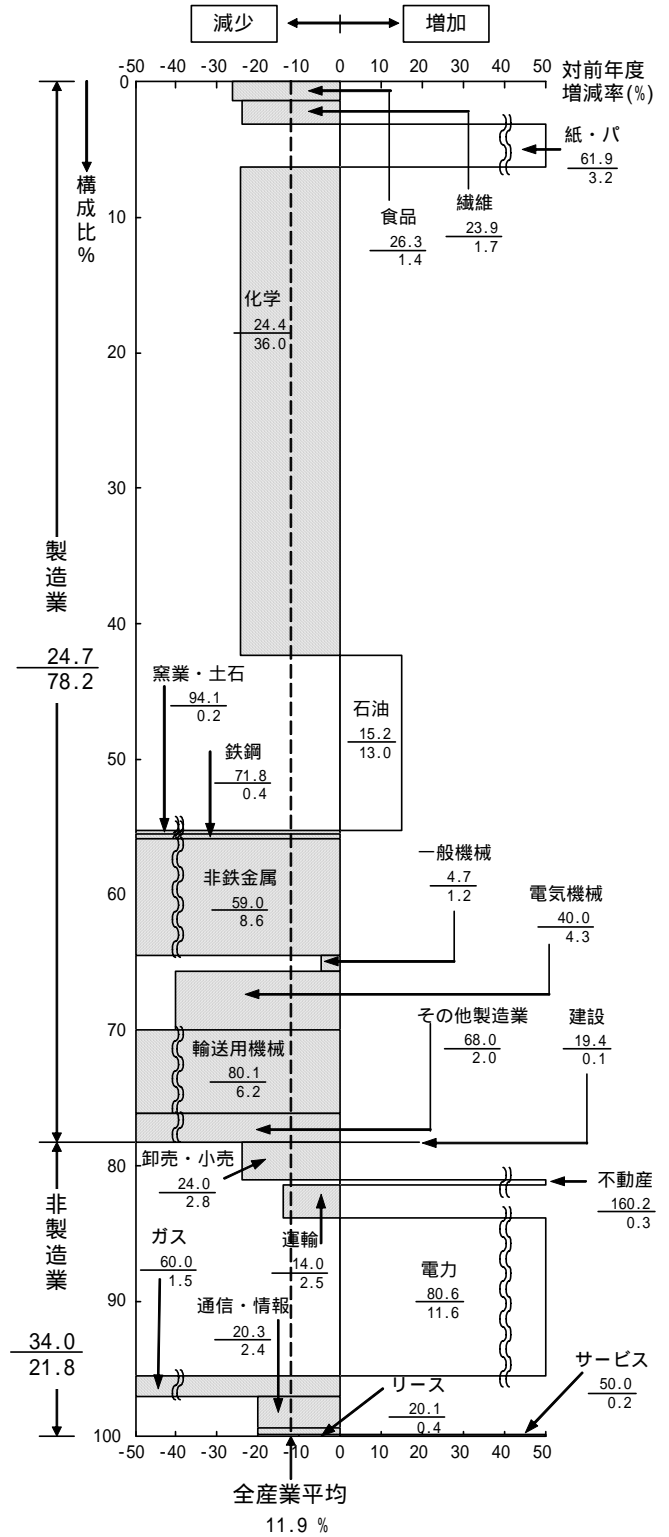 減少
増加
-50 -40 -30 -20 -10 0 10 20 30 40 50
対前年度
増減率(%)
0
構成比%
紙・パ
61.9
3.2
食品
26.3
1.4
繊維
23.9
1.7
10
化学
24.4
36.0
20
30
40
製造業
24.7
78.2
窯業・土石
94.1
0.2
石油
15.2
13.0
鉄鋼
71.8
0.4
50
一般機械
4.7
1.2
電気機械
40.0
4.3
非鉄金属
59.0
8.6
60
その他製造業
68.0
2.0
建設
19.4
0.1
70
輸送用機械
80.1
6.2
卸売・小売
24.0
2.8
80
不動産
160.2
0.3
非製造業
34.0
21.8
ガス
60.0
1.5
運輸
14.0
2.5
電力
80.6
11.6
90
通信・情報
20.3
2.4
リース
20.1
0.4
サービス
50.0
0.2
100
-50 -40 -30 -20 -10 0 10 20 30 40 50
全産業平均
11.9 %